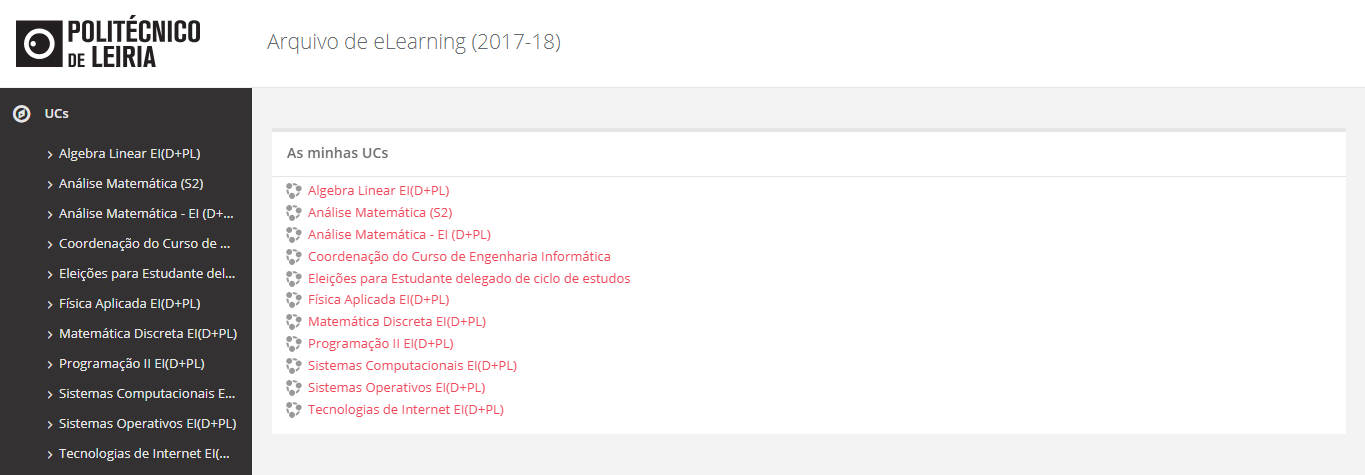 POLITÉCNICO
DE LEIRIA
Arquivo de eLearning (2017-18)
UCs
Algebra Linear EI(D+PL)
Análise Matemática (S2)
Análise Matemática - EI (D+...
Coordenação do Curso de ...
Eleições para Estudante del...
Física Aplicada EI(D+PL)
Matemática Discreta EI(D+PL)
Programação II EI(D+PL)
Sistemas Computacionais E...
Sistemas Operativos EI(D+PL)
Tecnologias de Internet EI(...
As minhas UCs
Algebra Linear EI(D+PL)
Análise Matemática (S2)
Análise Matemática - EI (D+PL)
Coordenação do Curso de Engenharia Informática
Eleições para Estudante delegado de ciclo de estudos
Física Aplicada EI(D+PL)
Matemática Discreta EI(D+PL)
Programação II EI(D+PL)
Sistemas Computacionais EI(D+PL)
Sistemas Operativos EI(D+PL)
Tecnologias de Internet EI(D+PL)